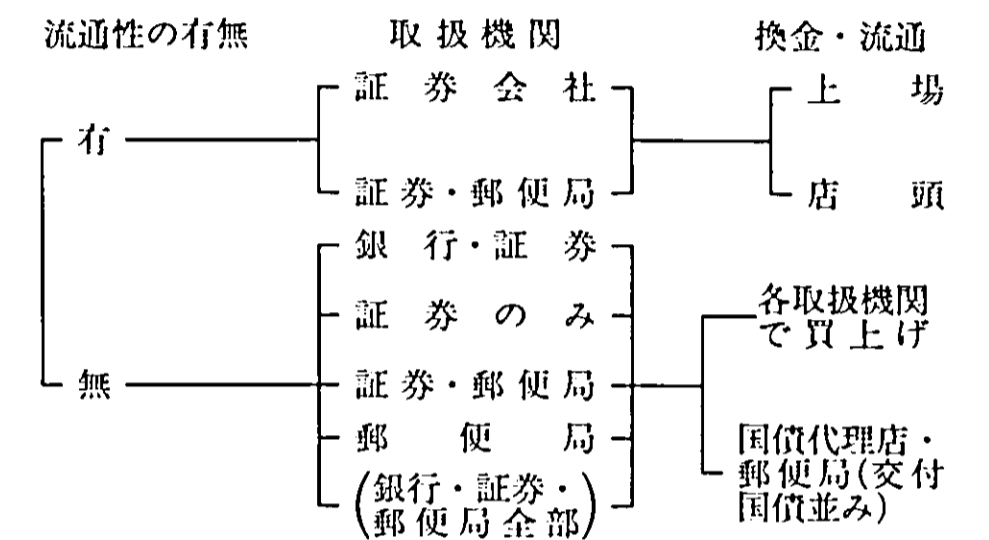 流通性の有無
取扱機関
換金・流通
有
証券会社
証券・郵便局
上場
店頭
無
銀行・証券
証券のみ
証券・郵便局
郵便局
(銀行・証券・
郵便局全部)
各取扱機関
で買上げ
国債代理店・
郵便局(交付
国債並み)